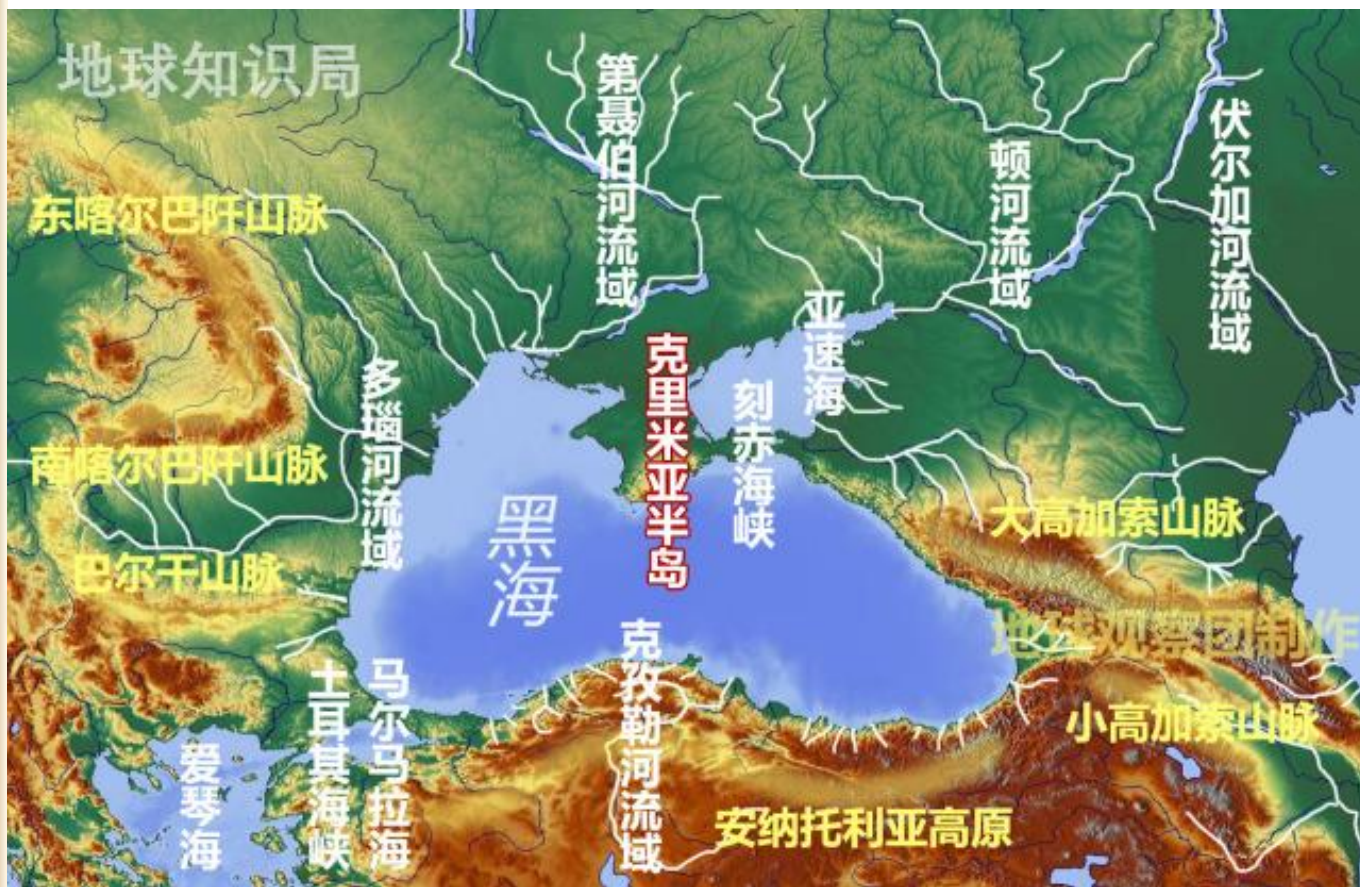 地球知识局
第聂伯河流域
伏尔加河流域
顿河流域
东喀尔巴阡山脉
亚速海
克里米亚半岛
多瑙河流域
刻赤海峡
南喀尔巴阡山脉
黑海
大高加索山脉
巴尔干山脉
地球观察团制作
克孜勒河流域
马尔马拉海
土耳其海峡
小高加索山脉
爱琴海
安纳托利亚高原